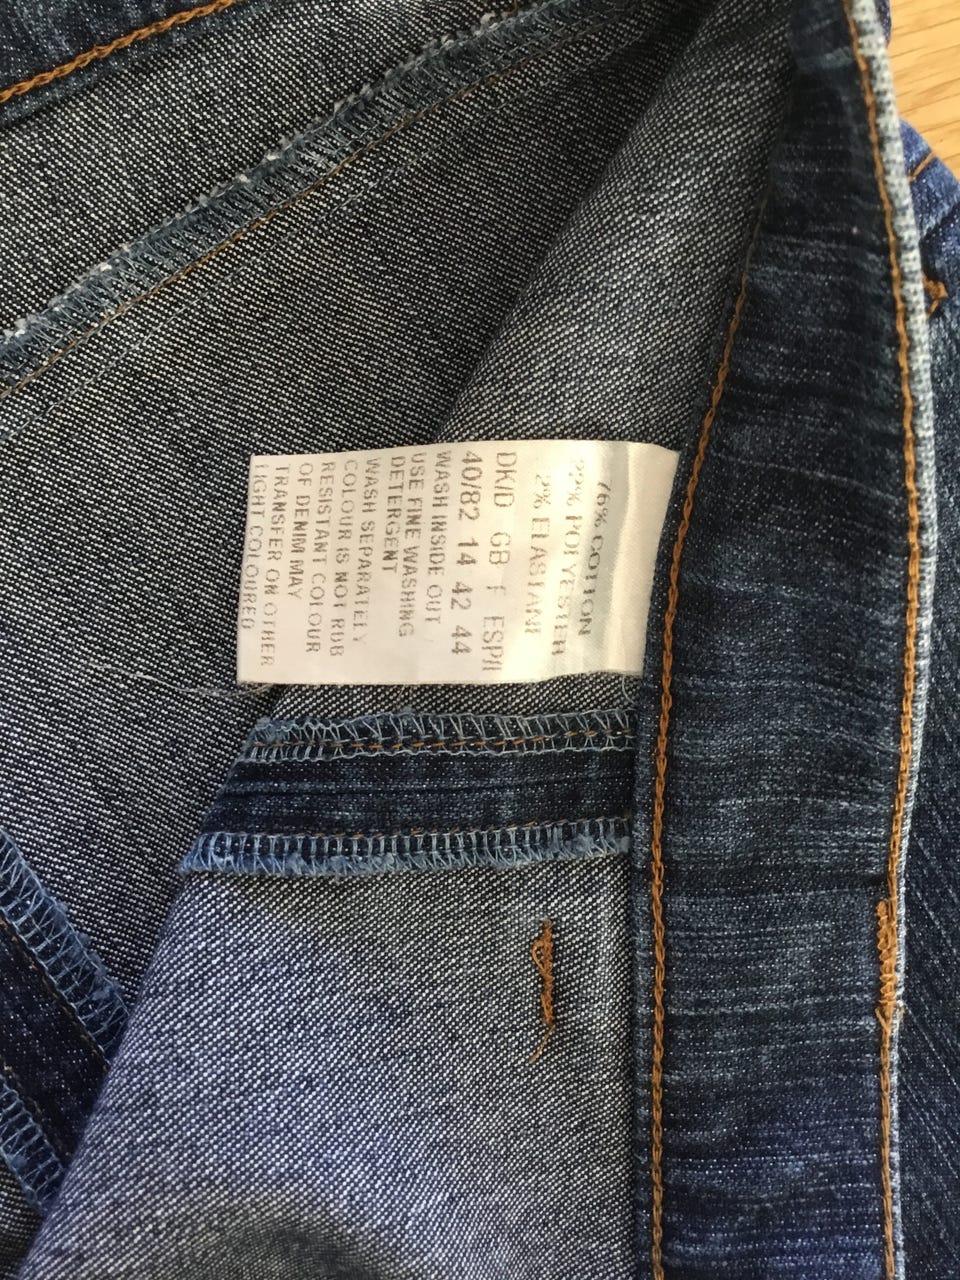 76% COTTON
22% POLYESTER
2% ELASTANE
DKID GB F ESP/I
40/82 14 42 44
WASH INSIDE OUT
USE FINE WASHING
DETERGENT
WASH SEPARATELY
COLOUR IS NOT RUB
RESISTANT COLOUR
OF DENIM MAY
TRANSFER ON OTHER
LIGHT COLOURED